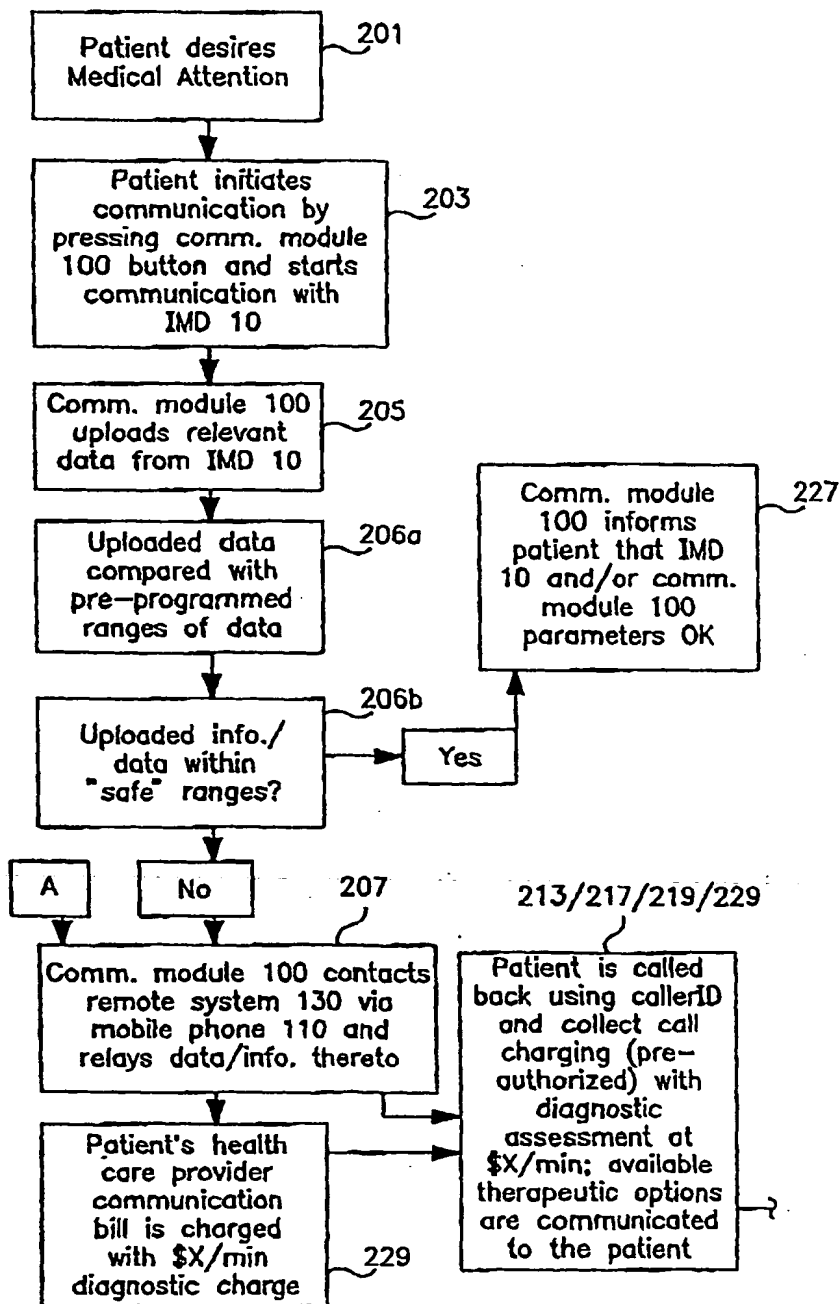 Patient desires
Medical Attention
201
Patient initiates
communication by
pressing comm. module
100 button and starts
communication with
IMD 10
203
Comm. module 100
uploads relevant
data from IMD 10
205
Uploaded data
compared with
pre-programmed
ranges of data
206a
Comm. module
100 informs
patient that IMD
10 and/or comm.
module 100
parameters OK
227
Uploaded info./
data within
"safe" ranges?
206b
Yes
A
No
207
Comm. module 100 contacts
remote system 130 via
mobile phone 110 and
relays data/info. thereto
213/217/219/229
Patient is called
back using callerID
and collect call
charging (pre-
authorized) with
diagnostic
assessment at
$X/min; available
therapeutic options
are communicated
to the patient
Patient's health
care provider
communication
bill is charged
with $X/min
diagnostic charge
229